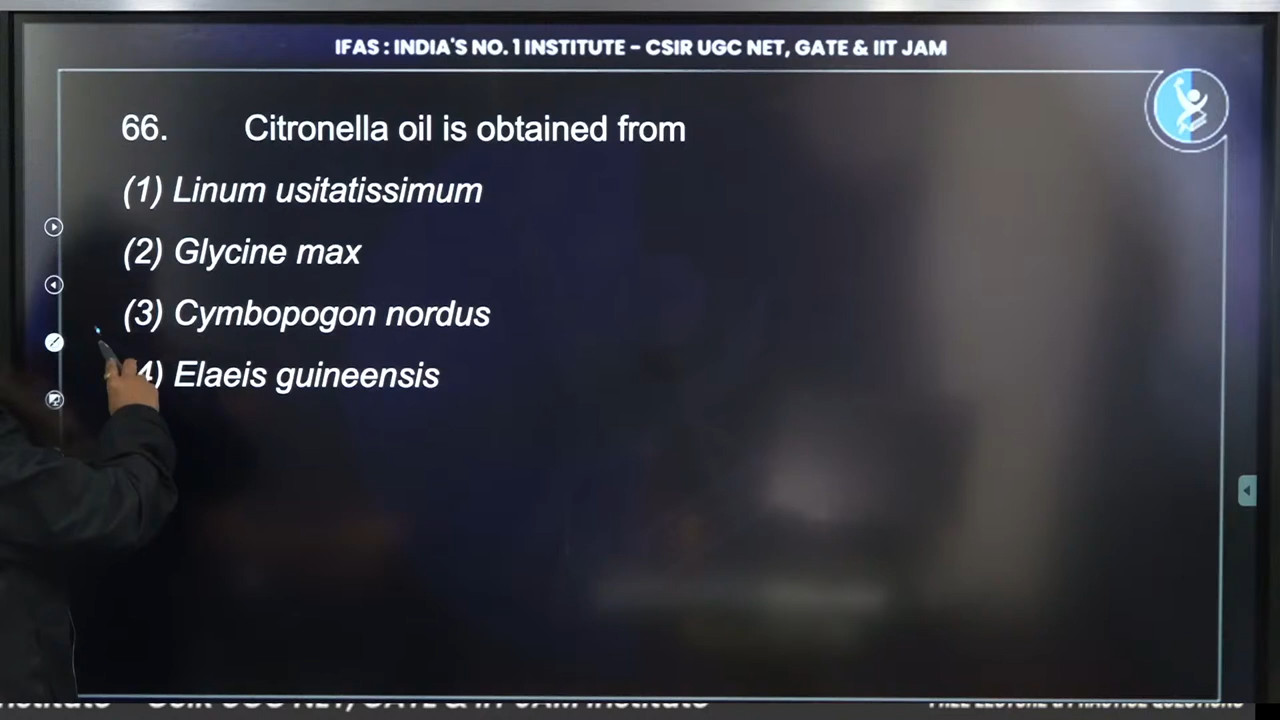 IFAS : INDIA'S NO. 1 INSTITUTE – CSIR UGC NET, GATE & IIT JAM
66. Citronella oil is obtained from
(1) Linum usitatissimum
(2) Glycine max
(3) Cymbopogon nordus
4) Elaeis guineensis